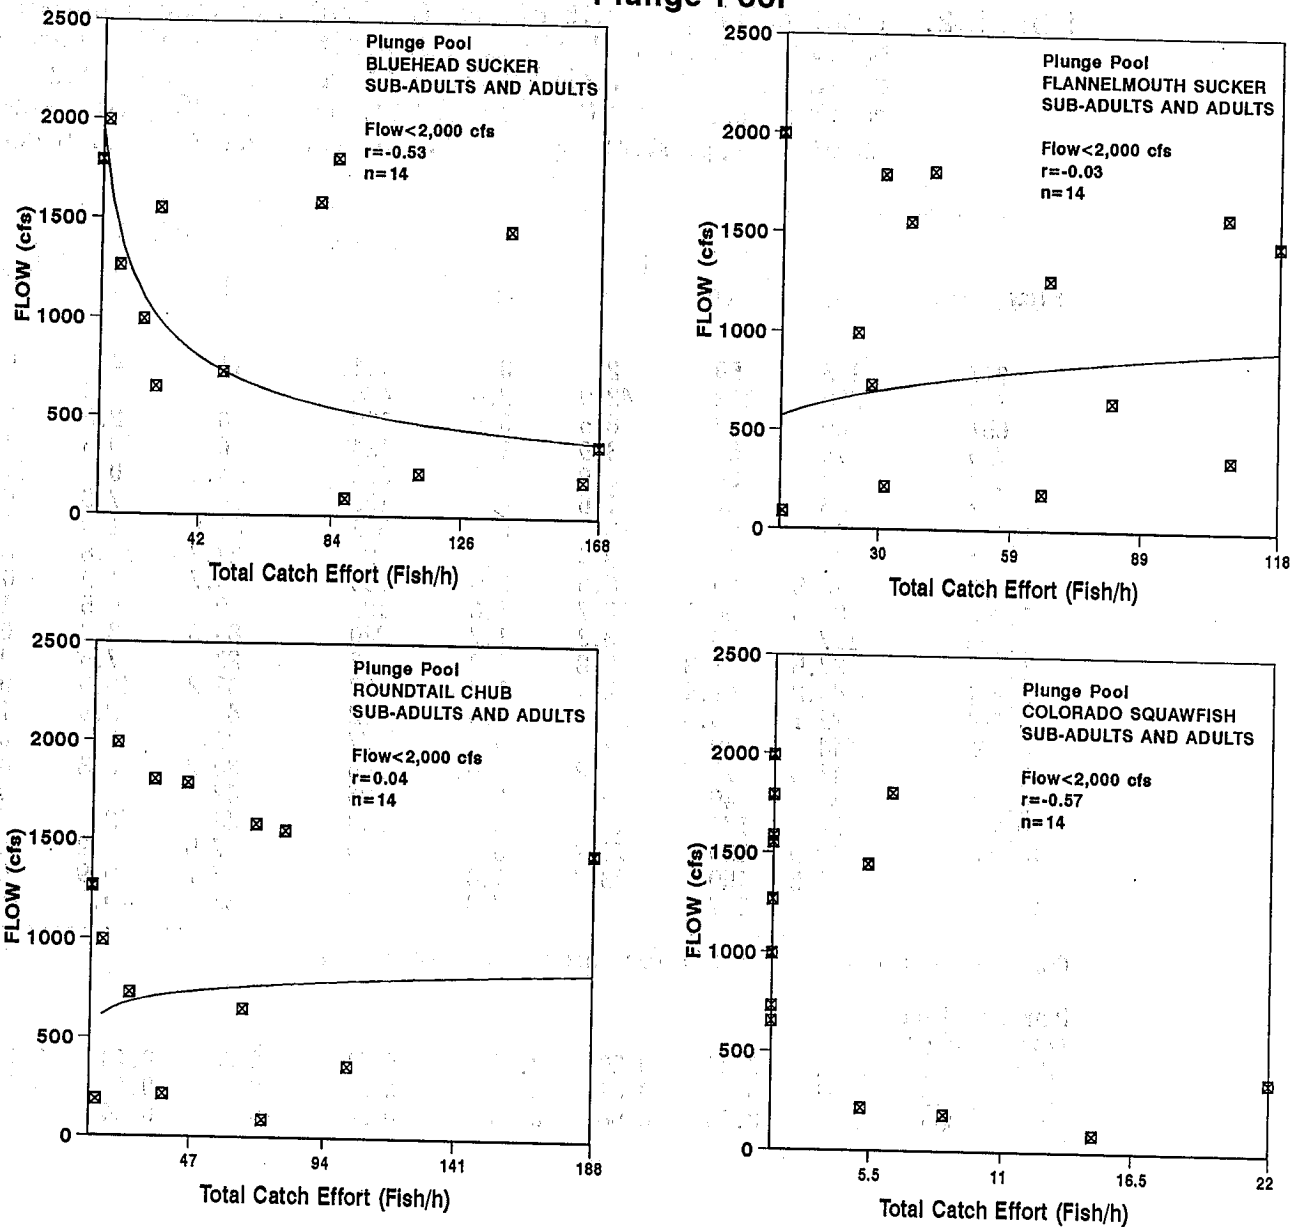 Plunge Pool
2500
2000
1500
1000
500
0
FLOW (cfs)
Plunge Pool
BLUEHEAD SUCKER
SUB-ADULTS AND ADULTS
Flow<2,000 cfs
r=-0.53
n=14
42 84 126 168
Total Catch Effort (Fish/h)
2500
2000
1500
1000
500
0
FLOW (cfs)
Plunge Pool
FLANNELMOUTH SUCKER
SUB-ADULTS AND ADULTS
Flow<2,000 cfs
r=-0.03
n=14
30 59 89 118
Total Catch Effort (Fish/h)
2500
2000
1500
1000
500
0
FLOW (cfs)
Plunge Pool
ROUNDTAIL CHUB
SUB-ADULTS AND ADULTS
Flow<2,000 cfs
r=0.04
n=14
47 94 141 188
Total Catch Effort (Fish/h)
2500
2000
1500
1000
500
0
FLOW (cfs)
Plunge Pool
COLORADO SQUAWFISH
SUB-ADULTS AND ADULTS
Flow<2,000 cfs
r=-0.57
n=14
5.5 11 16.5 22
Total Catch Effort (Fish/h)